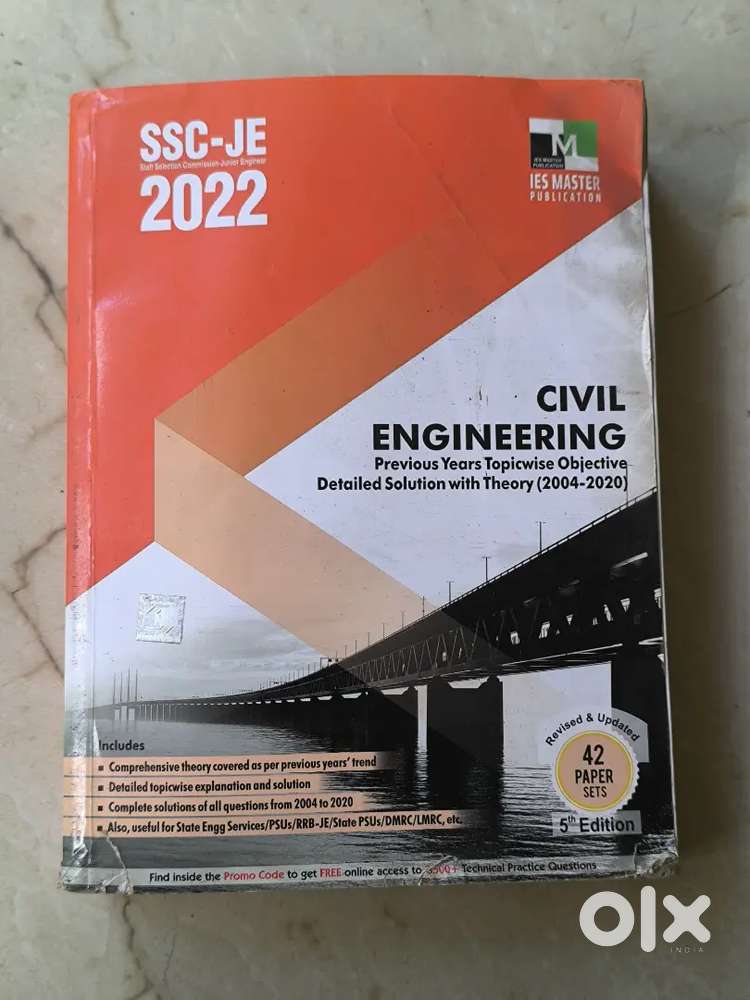 SSC-JE
Staff Selection Commission-Junior Engineer
2022
M
IES MASTER
PUBLICATION
IES MASTER
PUBLICATION
CIVIL
ENGINEERING
Previous Years Topicwise Objective
Detailed Solution with Theory (2004-2020)
Includes
Comprehensive theory covered as per previous years' trend
Detailed topicwise explanation and solution
Complete solutions of all questions from 2004 to 2020
Also, useful for State Engg Services/PSUs/RRB-JE/State PSUs/DMRC/LMRC, etc.
Revised & Updated
42
PAPER
SETS
5th Edition
Find inside the Promo Code to get FREE online access to 3500+ Technical Practice Questions
olx
INDIA